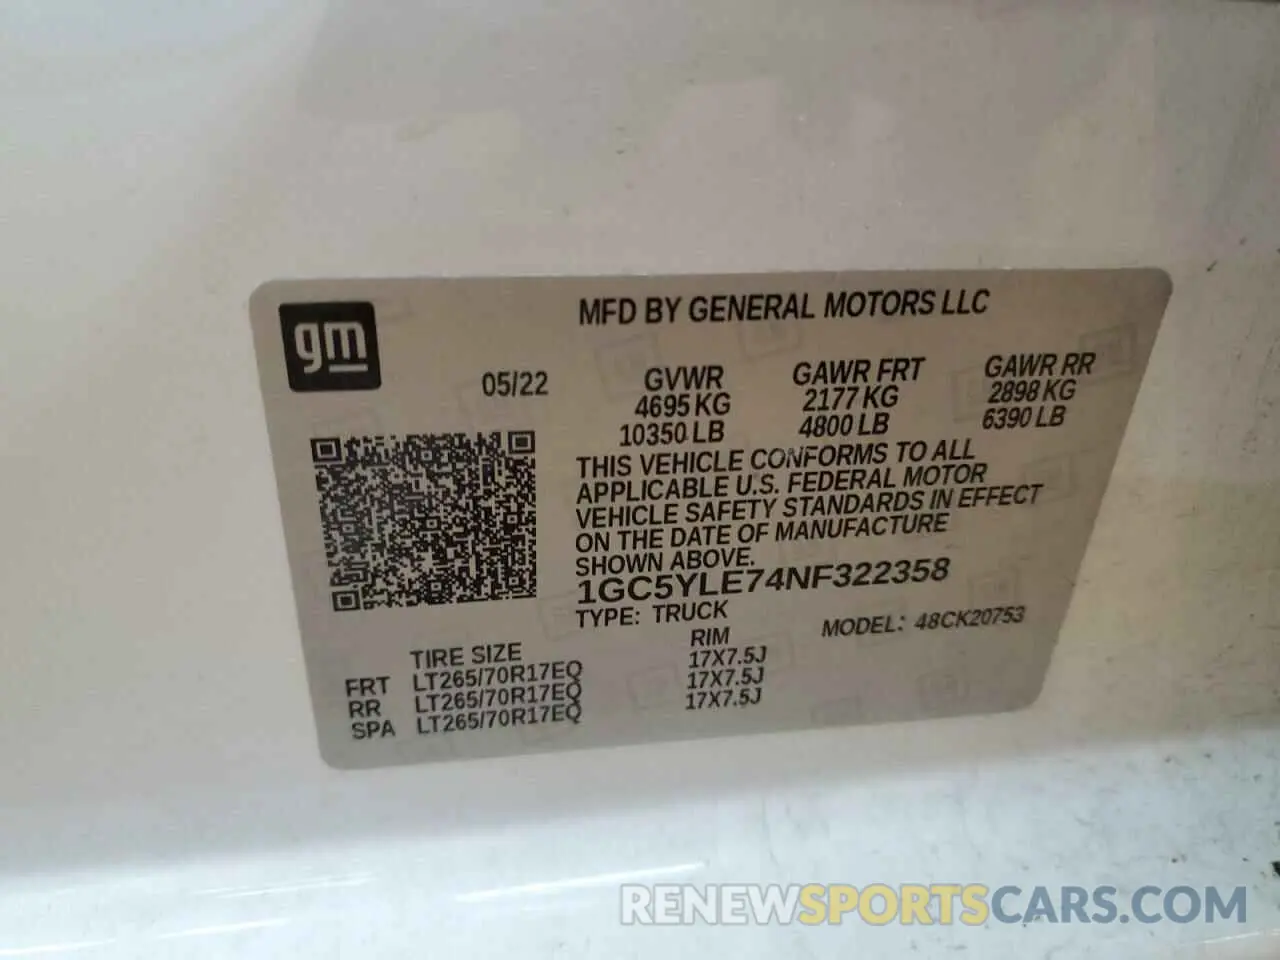 gm
MFD BY GENERAL MOTORS LLC
05/22 GVWR GAWR FRT GAWR RR
4695 KG 2177 KG 2898 KG
10350 LB 4800 LB 6390 LB
THIS VEHICLE CONFORMS TO ALL
APPLICABLE U.S. FEDERAL MOTOR
VEHICLE SAFETY STANDARDS IN EFFECT
ON THE DATE OF MANUFACTURE
SHOWN ABOVE.
1GC5YLE74NF322358
TYPE: TRUCK MODEL: 48CK20753
TIRE SIZE RIM
FRT LT265/70R17EQ 17X7.5J
RR LT265/70R17EQ 17X7.5J
SPA LT265/70R17EQ 17X7.5J
RENEWSPORTSCARS.COM